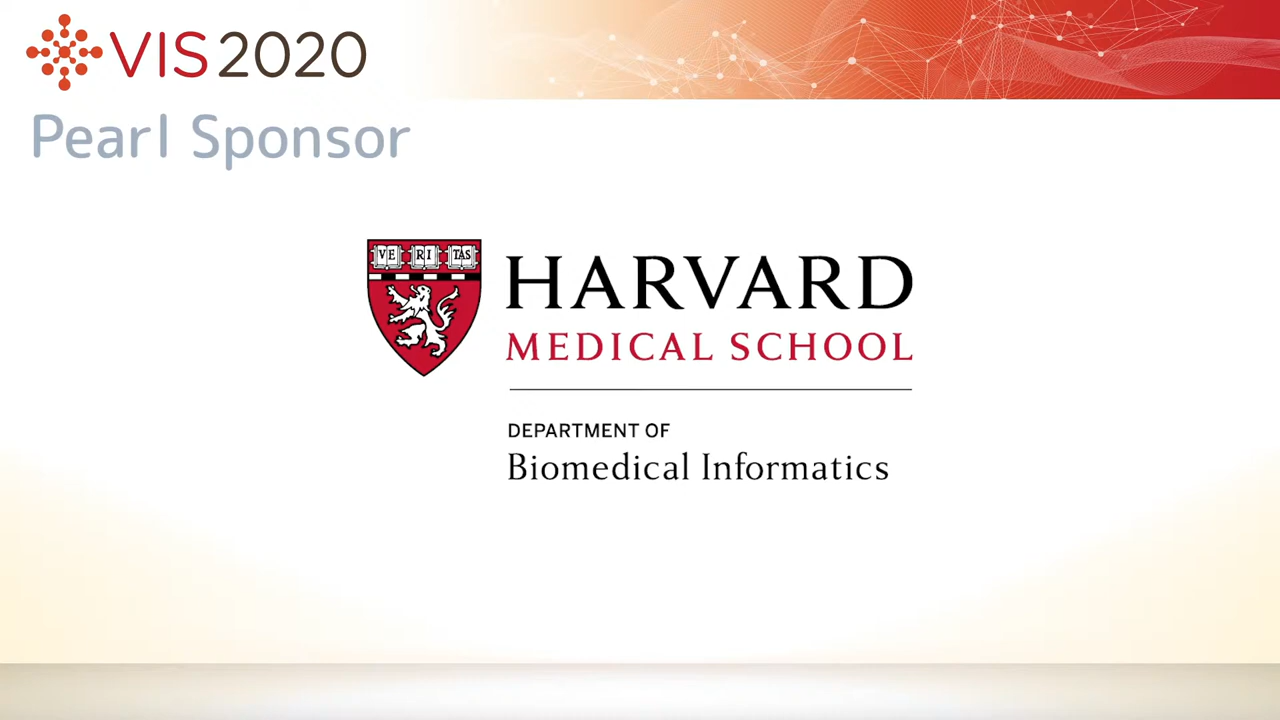 VIS2020
Pearl Sponsor
VE RI TAS
HARVARD
MEDICAL SCHOOL
DEPARTMENT OF
Biomedical Informatics